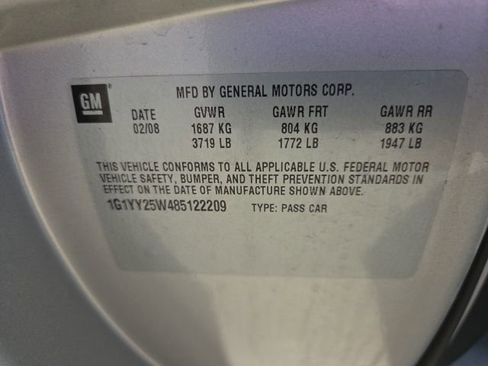 GM
MFD BY GENERAL MOTORS CORP.
DATE GVWR GAWR FRT GAWR RR
02/08 1687 KG 804 KG 883 KG
3719 LB 1772 LB 1947 LB
THIS VEHICLE CONFORMS TO ALL APPLICABLE U.S. FEDERAL MOTOR
VEHICLE SAFETY, BUMPER, AND THEFT PREVENTION STANDARDS IN
EFFECT ON THE DATE OF MANUFACTURE SHOWN ABOVE.
1G1YY25W485122209 TYPE: PASS CAR